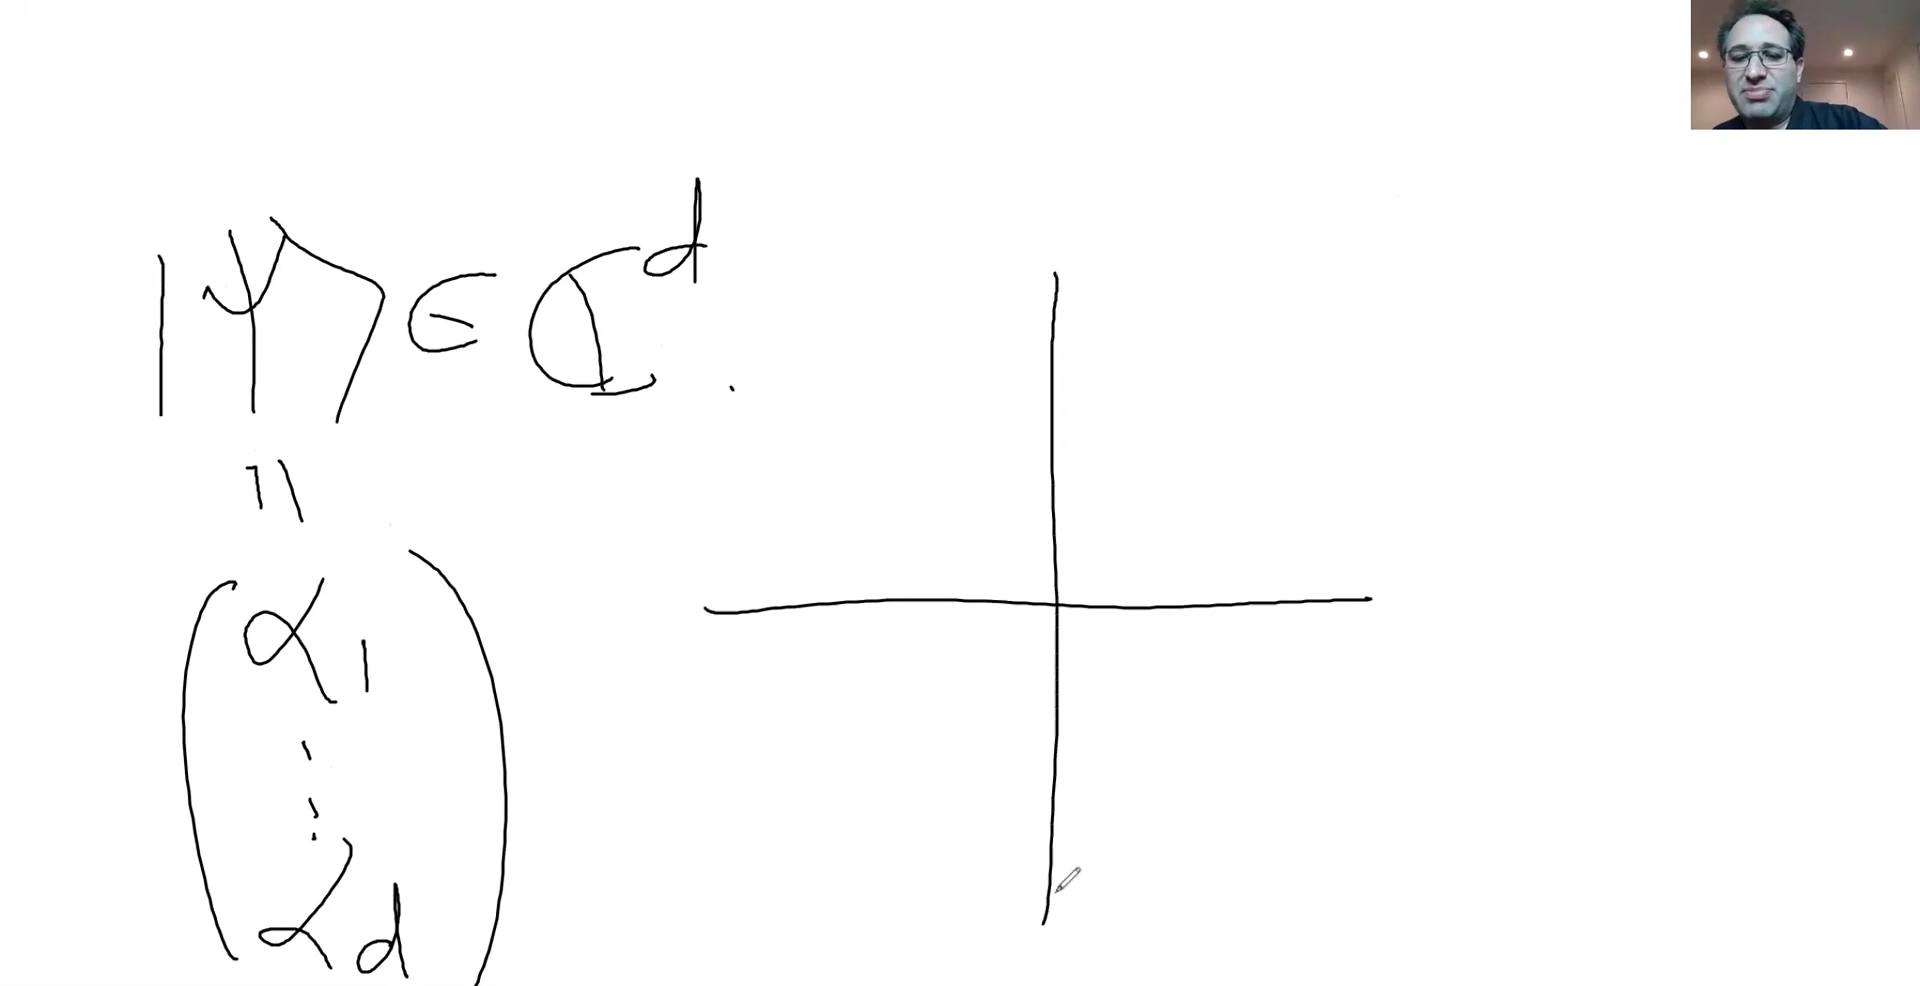 |ψ⟩ ∈ ℂ^d .
=
( α_1
⋮
α_d )